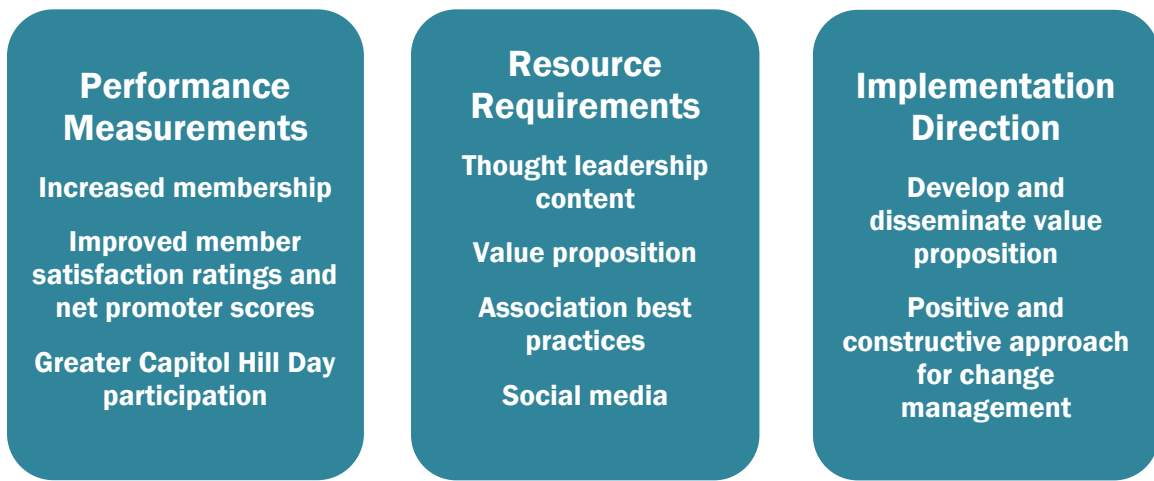 Performance
Measurements
Increased membership
Improved member
satisfaction ratings and
net promoter scores
Greater Capitol Hill Day
participation
Resource
Requirements
Thought leadership
content
Value proposition
Association best
practices
Social media
Implementation
Direction
Develop and
disseminate value
proposition
Positive and
constructive approach
for change
management